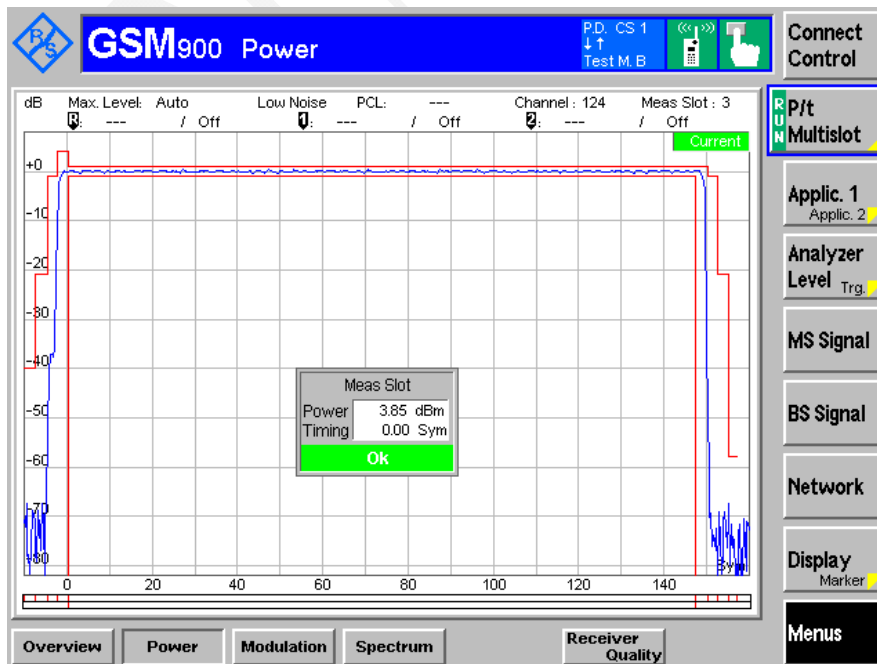 R/S
GSM900 Power
P.D. CS 1
↓↑
Test M. B
Connect
Control
dB Max. Level: Auto Low Noise PCL: --- Channel : 124 Meas Slot : 3
R: --- / Off 1: --- / Off 2: --- / Off
Current
RUN
P/t
Multislot
+0
-10
-20
-30
-40
-50
-60
-70
-80
Meas Slot
Power 3.85 dBm
Timing 0.00 Sym
Ok
Sym
0 20 40 60 80 100 120 140
Applic. 1
Applic. 2
Analyzer
Level Trg.
MS Signal
BS Signal
Network
Display
Marker
Menus
Overview
Power
Modulation
Spectrum
Receiver
Quality